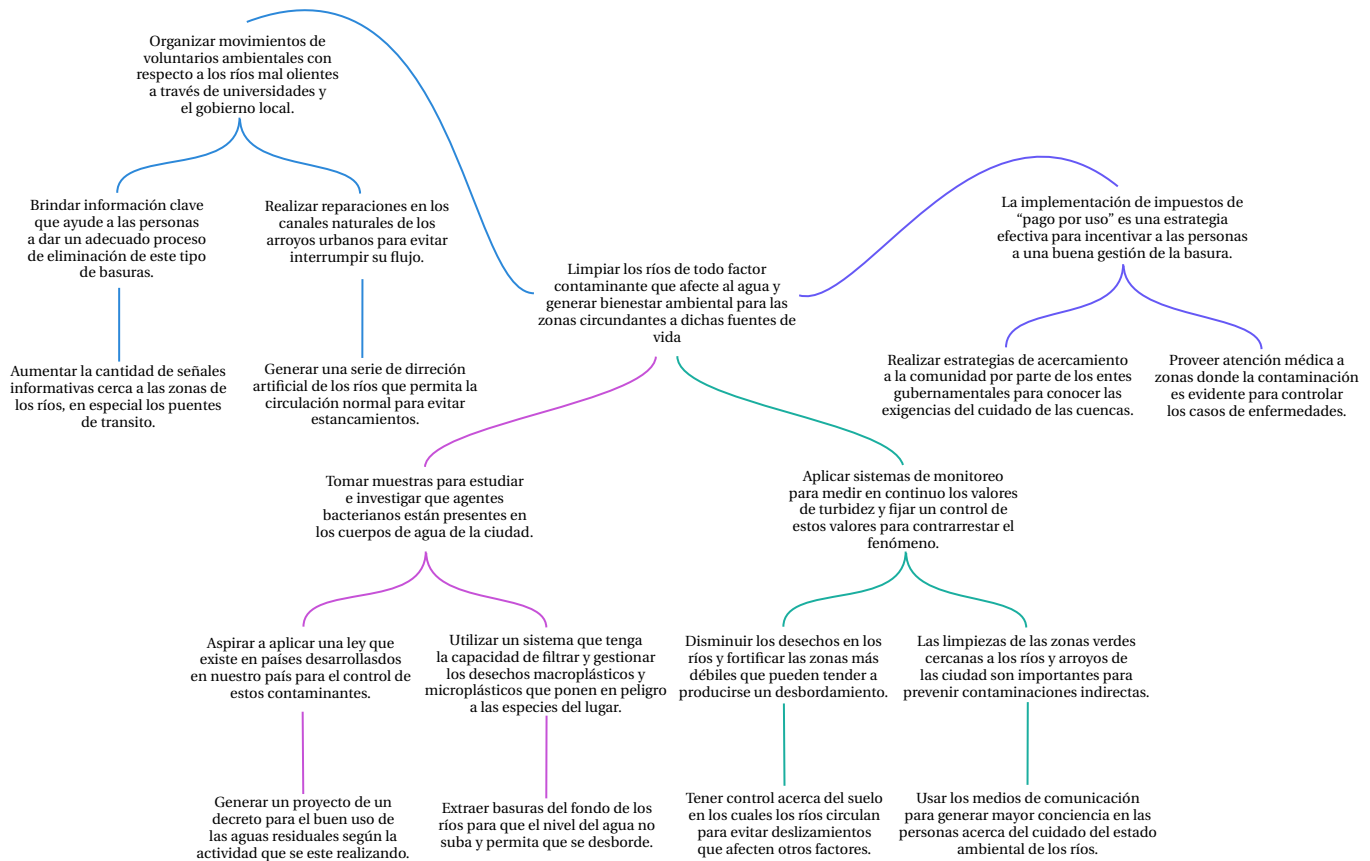 Organizar movimientos de
voluntarios ambientales con
respecto a los ríos mal olientes
a través de universidades y
el gobierno local.
Brindar información clave
que ayude a las personas
a dar un adecuado proceso
de eliminación de este tipo
de basuras.
Realizar reparaciones en los
canales naturales de los
arroyos urbanos para evitar
interrumpir su flujo.
Aumentar la cantidad de señales
informativas cerca a las zonas de
los ríos, en especial los puentes
de transito.
Generar una serie de dirreción
artificial de los ríos que permita la
circulación normal para evitar
estancamientos.
Limpiar los ríos de todo factor
contaminante que afecte al agua y
generar bienestar ambiental para las
zonas circundantes a dichas fuentes de
vida
La implementación de impuestos de
“pago por uso” es una estrategia
efectiva para incentivar a las personas
a una buena gestión de la basura.
Realizar estrategias de acercamiento
a la comunidad por parte de los entes
gubernamentales para conocer las
exigencias del cuidado de las cuencas.
Proveer atención médica a
zonas donde la contaminación
es evidente para controlar
los casos de enfermedades.
Tomar muestras para estudiar
e investigar que agentes
bacterianos están presentes en
los cuerpos de agua de la ciudad.
Aplicar sistemas de monitoreo
para medir en continuo los valores
de turbidez y fijar un control de
estos valores para contrarrestar el
fenómeno.
Aspirar a aplicar una ley que
existe en países desarrollasdos
en nuestro país para el control de
estos contaminantes.
Utilizar un sistema que tenga
la capacidad de filtrar y gestionar
los desechos macroplásticos y
microplásticos que ponen en peligro
a las especies del lugar.
Disminuir los desechos en los
ríos y fortificar las zonas más
débiles que pueden tender a
producirse un desbordamiento.
Las limpiezas de las zonas verdes
cercanas a los ríos y arroyos de
las ciudad son importantes para
prevenir contaminaciones indirectas.
Generar un proyecto de un
decreto para el buen uso de
las aguas residuales según la
actividad que se este realizando.
Extraer basuras del fondo de los
ríos para que el nivel del agua no
suba y permita que se desborde.
Tener control acerca del suelo
en los cuales los ríos circulan
para evitar deslizamientos
que afecten otros factores.
Usar los medios de comunicación
para generar mayor conciencia en las
personas acerca del cuidado del estado
ambiental de los ríos.